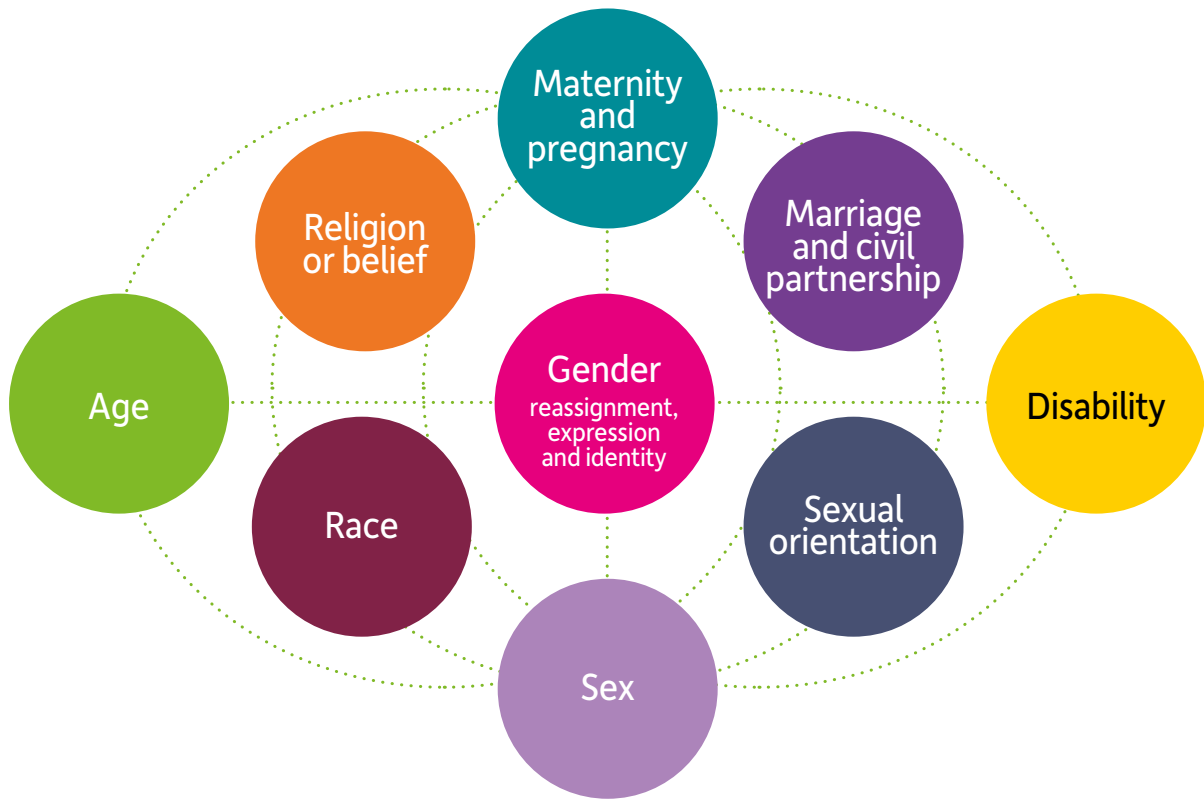 Maternity
and
pregnancy
Religion
or belief
Marriage
and civil
partnership
Age
Gender
reassignment,
expression
and identity
Disability
Race
Sexual
orientation
Sex